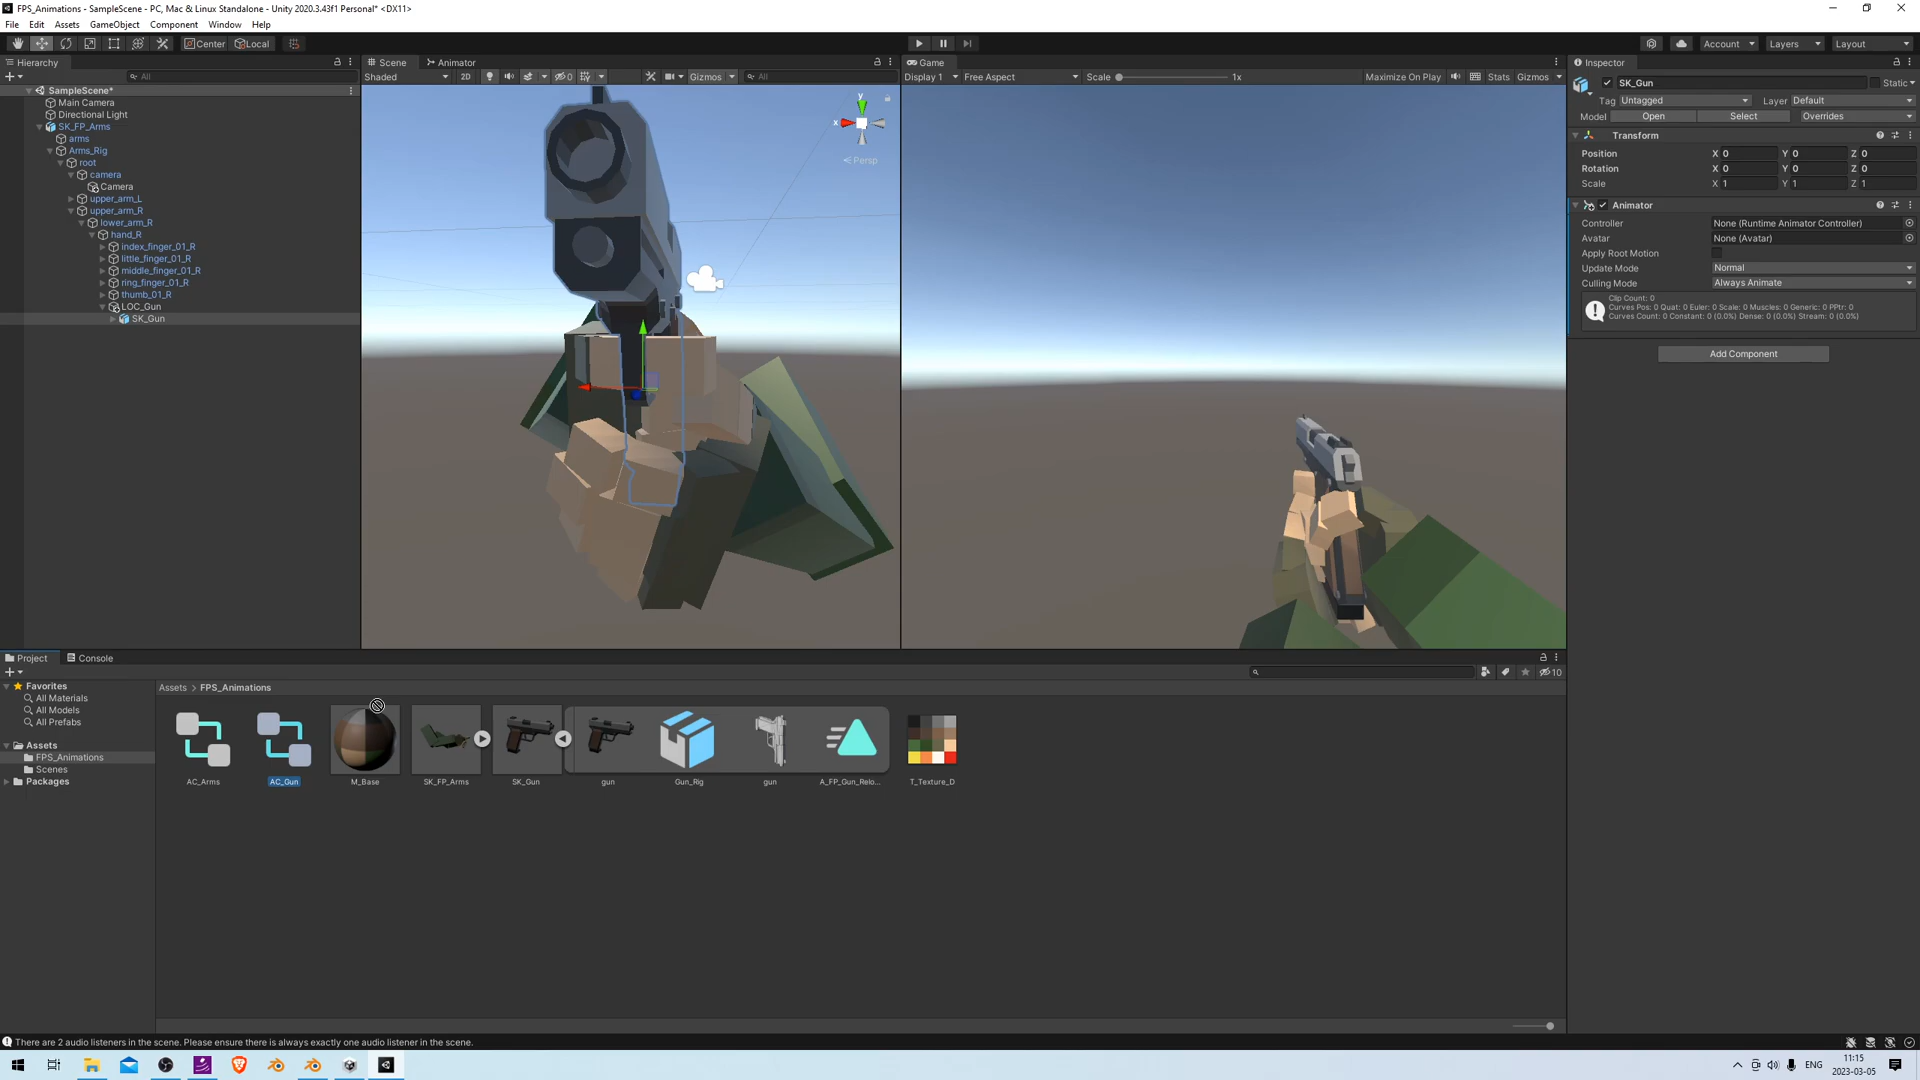 FPS_Animations - SampleScene - PC, Mac & Linux Standalone - Unity 2020.3.43f1 Personal* <DX11>
File Edit Assets GameObject Component Window Help
Center Local Account Layers Layout
Hierarchy
All
SampleScene*
Main Camera
Directional Light
SK_FP_Arms
arms
Arms_Rig
root
camera
Camera
upper_arm_L
upper_arm_R
lower_arm_R
hand_R
index_finger_01_R
little_finger_01_R
middle_finger_01_R
ring_finger_01_R
thumb_01_R
LOC_Gun
SK_Gun
Scene Animator
Shaded 2D 0 Gizmos All
y
x
Persp
Game
Display 1 Free Aspect Scale 1x Maximize On Play Stats Gizmos
Inspector
SK_Gun Static
Tag Untagged Layer Default
Model Open Select Overrides
Transform
Position X 0 Y 0 Z 0
Rotation X 0 Y 0 Z 0
Scale X 1 Y 1 Z 1
Animator
Controller None (Runtime Animator Controller)
Avatar None (Avatar)
Apply Root Motion
Update Mode Normal
Culling Mode Always Animate
Clip Count: 0
Curves Pos: 0 Quat: 0 Euler: 0 Scale: 0 Muscles: 0 Generic: 0 PPtr: 0
Curves Count: 0 Constant: 0 (0.0%) Dense: 0 (0.0%) Stream: 0 (0.0%)
Add Component
Project Console
10
Favorites
All Materials
All Models
All Prefabs
Assets
FPS_Animations
Scenes
Packages
Assets > FPS_Animations
AC_Arms AC_Gun M_Base SK_FP_Arms SK_Gun gun Gun_Rig gun A_FP_Gun_Relo... T_Texture_D
There are 2 audio listeners in the scene. Please ensure there is always exactly one audio listener in the scene.
ENG
11:15
2023-03-05